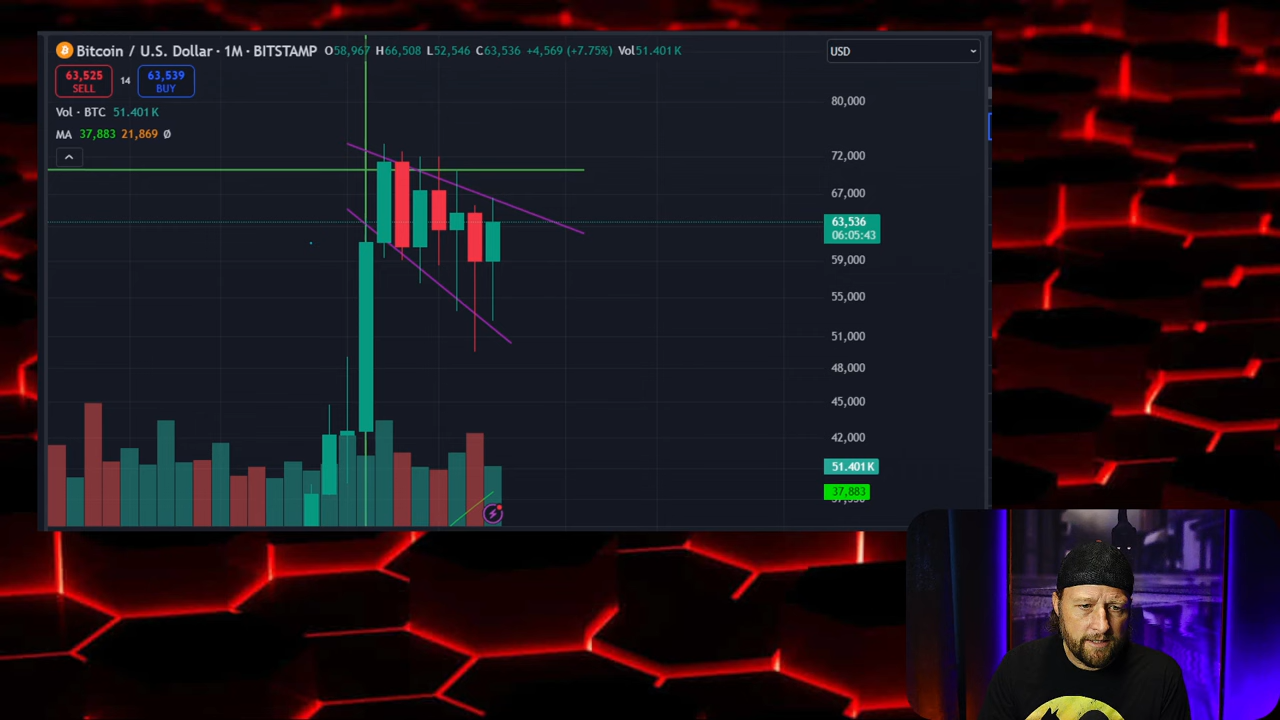 Bitcoin / U.S. Dollar · 1M · BITSTAMP O58,967 H66,508 L52,546 C63,536 +4,569 (+7.75%) Vol51.401 K
USD
63,525
SELL
14
63,539
BUY
Vol · BTC 51.401 K
MA 37,883 21,869 Ø
80,000
72,000
67,000
63,536
06:05:43
59,000
55,000
51,000
48,000
45,000
42,000
51.401 K
37,883